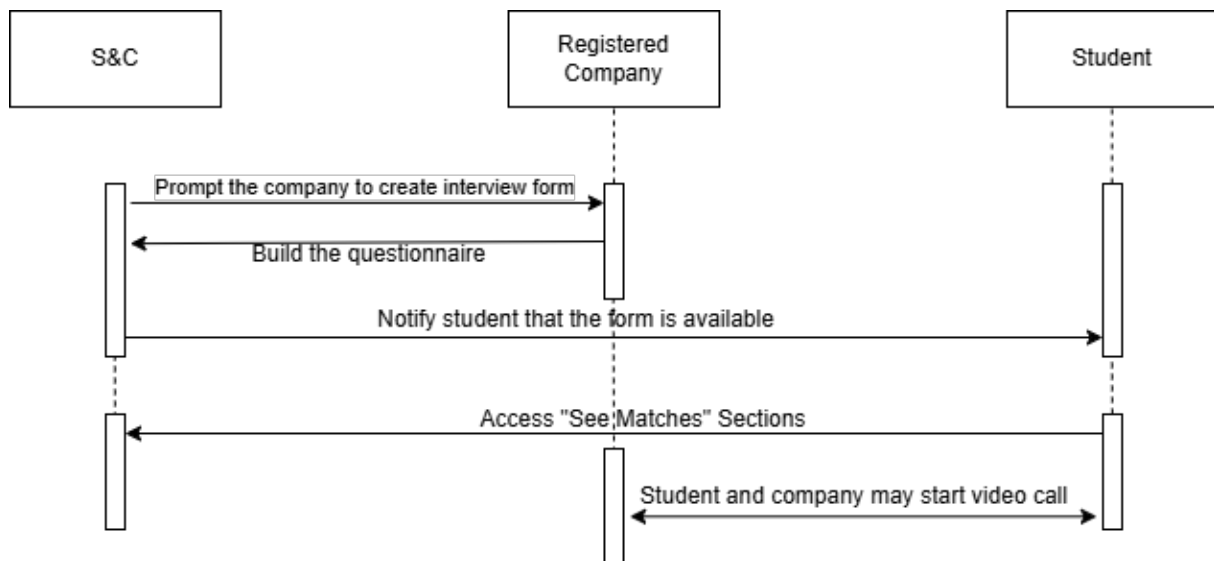 S&C
Registered
Company
Student
Prompt the company to create interview form
Build the questionnaire
Notify student that the form is available
Access "See Matches" Sections
Student and company may start video call